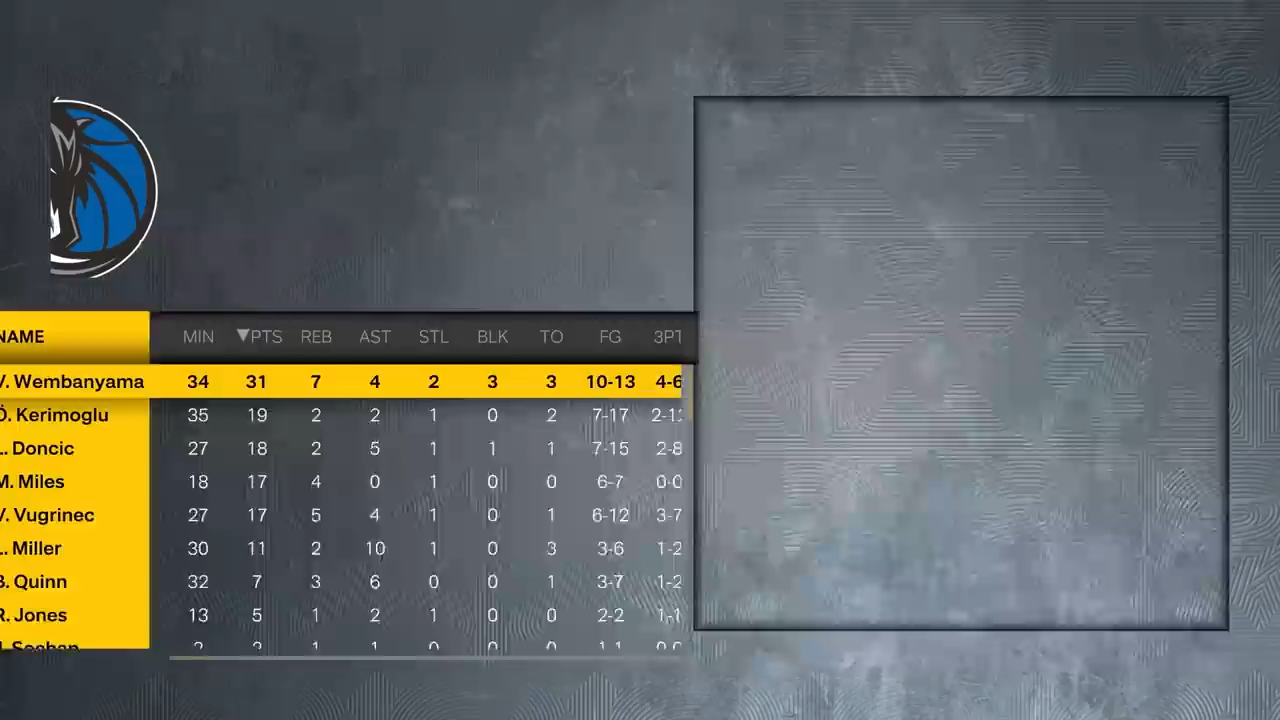 NAME MIN ▼PTS REB AST STL BLK TO FG 3PT
V. Wembanyama 34 31 7 4 2 3 3 10-13 4-6
Ö. Kerimoglu 35 19 2 2 1 0 2 7-17 2-1
L. Doncic 27 18 2 5 1 1 1 7-15 2-8
M. Miles 18 17 4 0 1 0 0 6-7 0-0
V. Vugrinec 27 17 5 4 1 0 1 6-12 3-7
L. Miller 30 11 2 10 1 0 3 3-6 1-2
B. Quinn 32 7 3 6 0 0 1 3-7 1-2
R. Jones 13 5 1 2 1 0 0 2-2 1-1